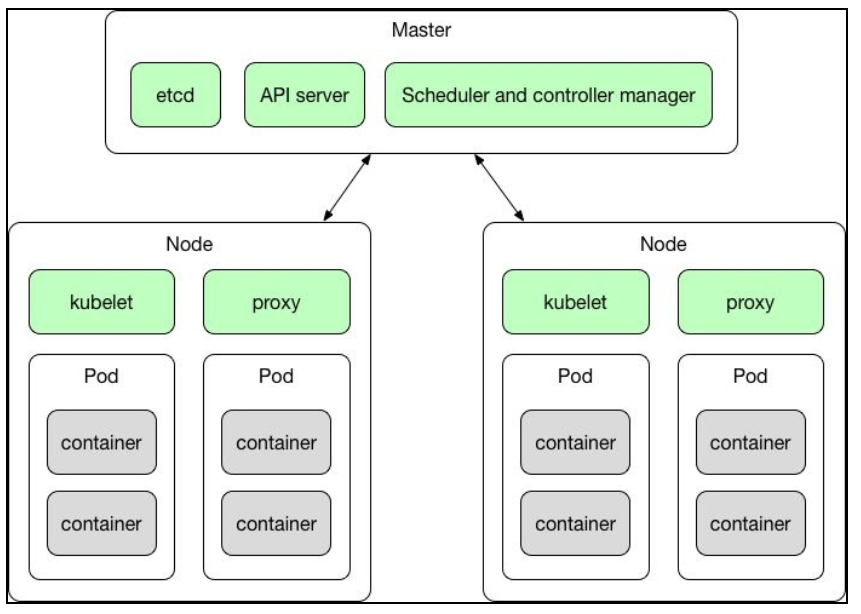 Master
etcd
API server
Scheduler and controller manager
Node
kubelet
proxy
Pod
container
container
Pod
container
container
Node
kubelet
proxy
Pod
container
container
Pod
container
container